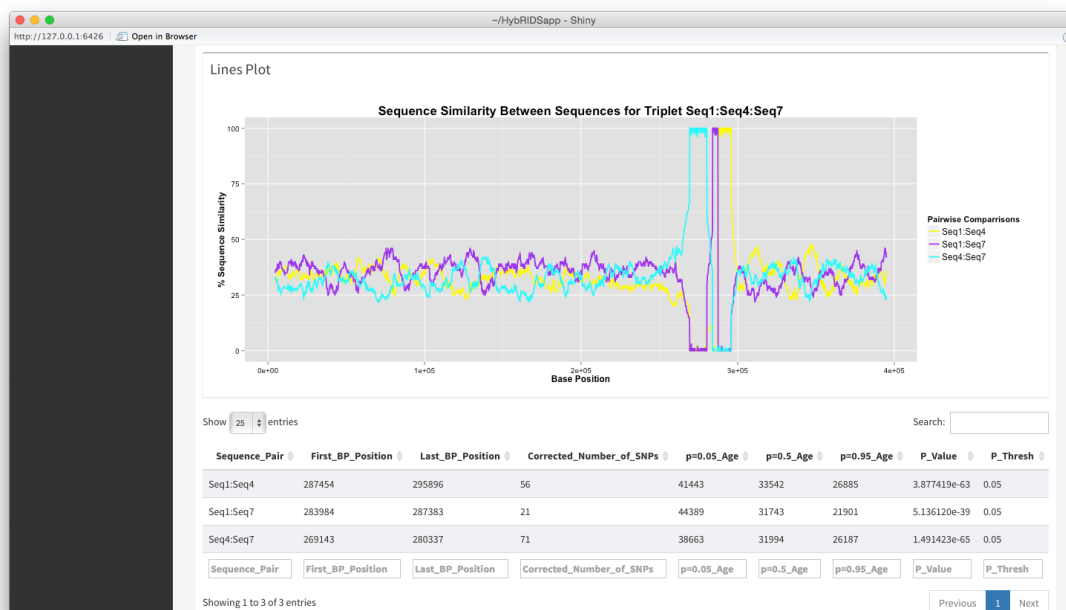 ~/HybRIDSapp - Shiny
http://127.0.0.1:6426 Open in Browser
Lines Plot
Sequence Similarity Between Sequences for Triplet Seq1:Seq4:Seq7
% Sequence Similarity
100
75
50
25
0
0e+00 1e+05 2e+05 3e+05 4e+05
Base Position
Pairwise Comparrisons
Seq1:Seq4
Seq1:Seq7
Seq4:Seq7
Show 25 entries
Search:
Sequence_Pair First_BP_Position Last_BP_Position Corrected_Number_of_SNPs p=0.05_Age p=0.5_Age p=0.95_Age P_Value P_Thresh
Seq1:Seq4 287454 295896 56 41443 33542 26885 3.877419e-63 0.05
Seq1:Seq7 283984 287383 21 44389 31743 21901 5.136120e-39 0.05
Seq4:Seq7 269143 280337 71 38663 31994 26187 1.491423e-65 0.05
Sequence_Pair First_BP_Position Last_BP_Position Corrected_Number_of_SNPs p=0.05_Age p=0.5_Age p=0.95_Age P_Value P_Thresh
Showing 1 to 3 of 3 entries
Previous 1 Next